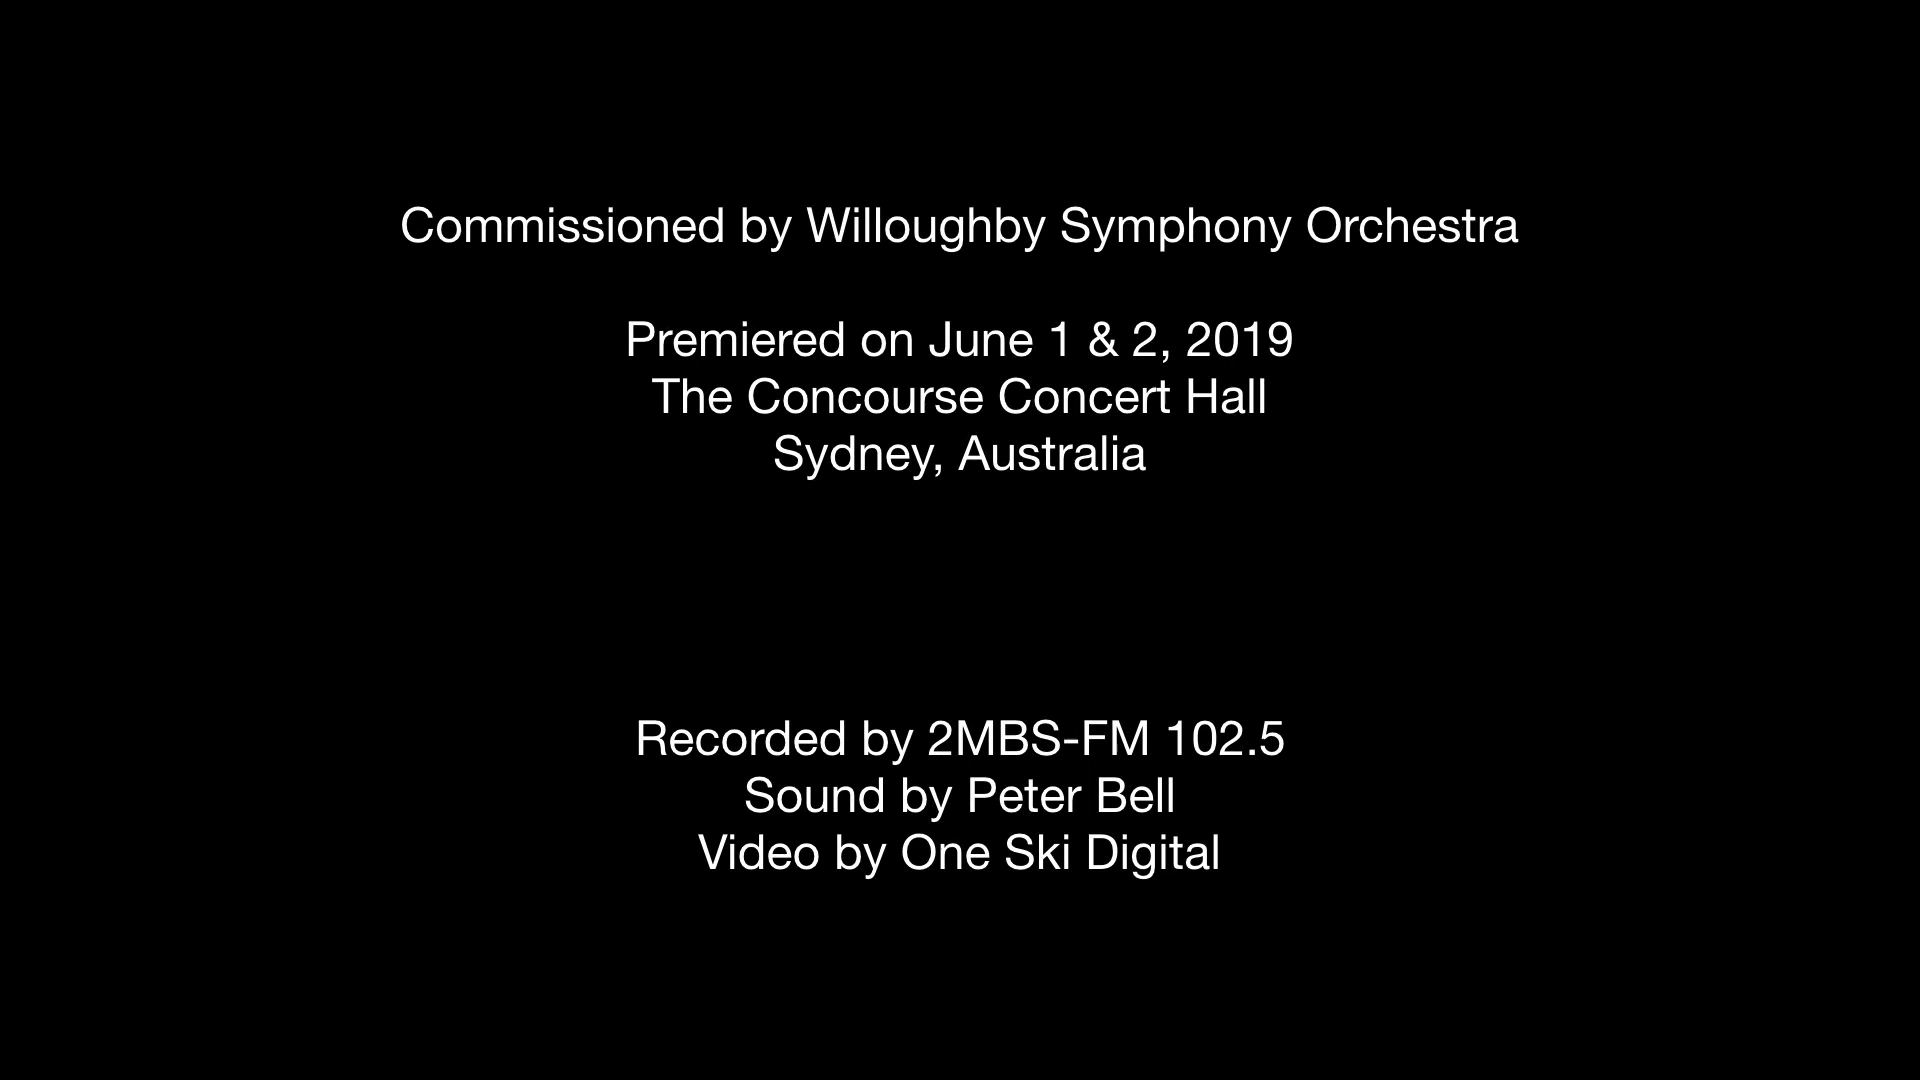 Commissioned by Willoughby Symphony Orchestra
Premiered on June 1 & 2, 2019
The Concourse Concert Hall
Sydney, Australia
Recorded by 2MBS-FM 102.5
Sound by Peter Bell
Video by One Ski Digital